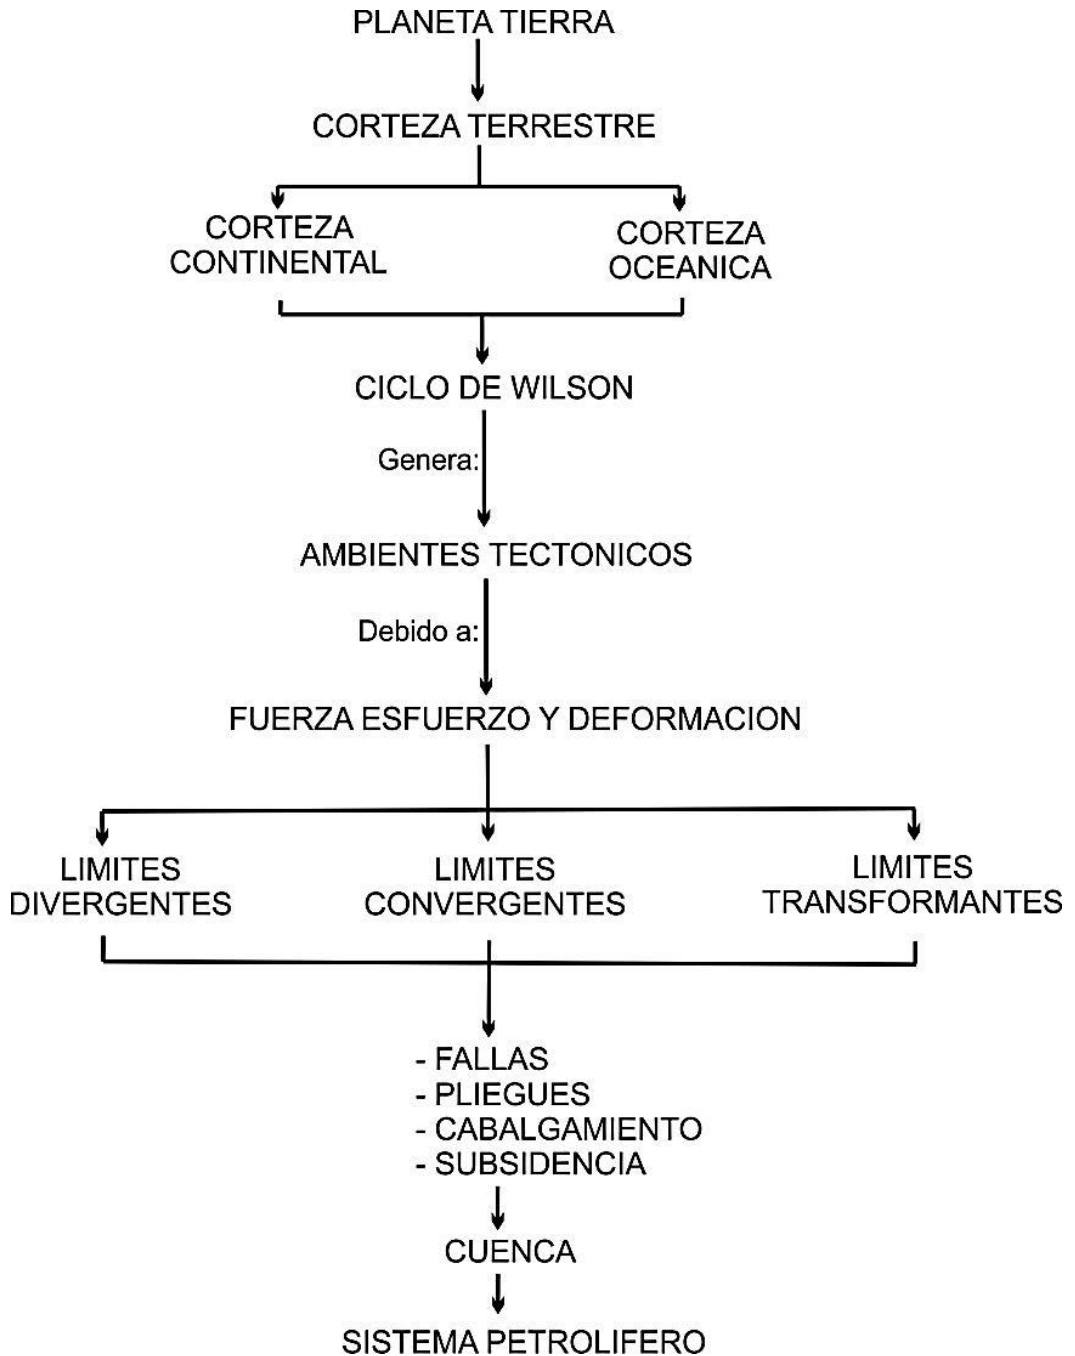 PLANETA TIERRA
CORTEZA TERRESTRE
CORTEZA
CONTINENTAL
CORTEZA
OCEANICA
CICLO DE WILSON
Genera:
AMBIENTES TECTONICOS
Debido a:
FUERZA ESFUERZO Y DEFORMACION
LIMITES
DIVERGENTES
LIMITES
CONVERGENTES
LIMITES
TRANSFORMANTES
- FALLAS
- PLIEGUES
- CABALGAMIENTO
- SUBSIDENCIA
CUENCA
SISTEMA PETROLIFERO